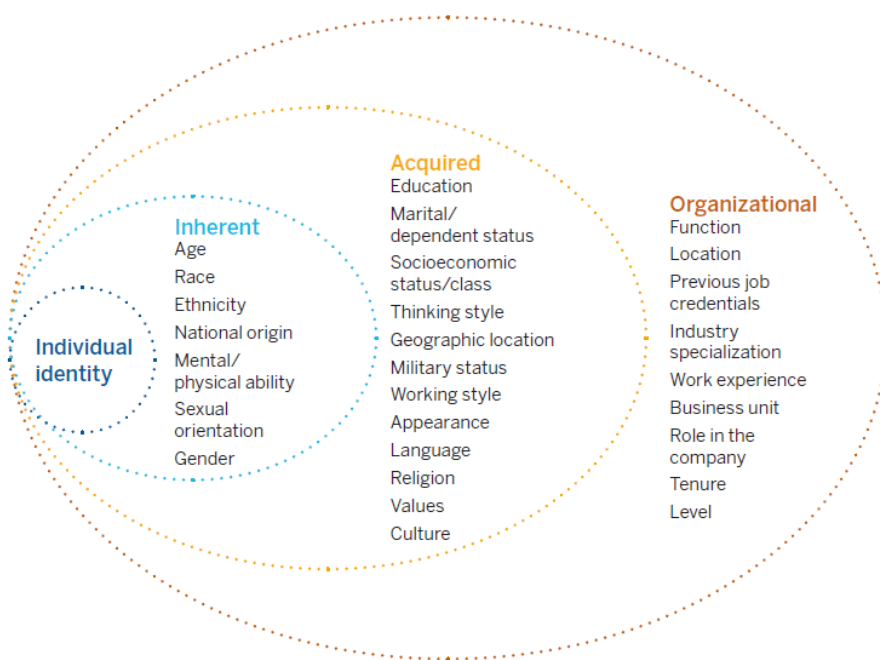 Individual
identity
Inherent
Age
Race
Ethnicity
National origin
Mental/
physical ability
Sexual
orientation
Gender
Acquired
Education
Marital/
dependent status
Socioeconomic
status/class
Thinking style
Geographic location
Military status
Working style
Appearance
Language
Religion
Values
Culture
Organizational
Function
Location
Previous job
credentials
Industry
specialization
Work experience
Business unit
Role in the
company
Tenure
Level